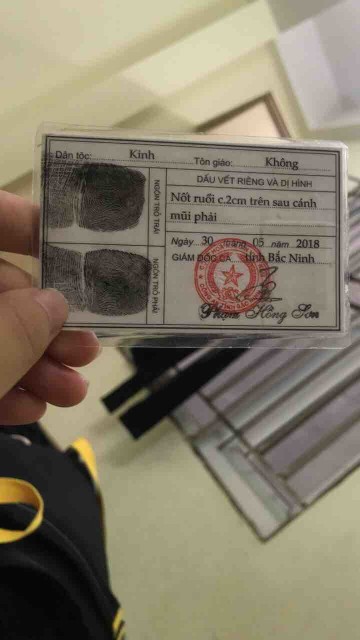 Dân tộc: Kinh Tôn giáo: Không
NGÓN TRỎ TRÁI
NGÓN TRỎ PHẢI
DẤU VẾT RIÊNG VÀ DỊ HÌNH
Nốt ruồi c.2cm trên sau cánh
mũi phải
Ngày 30 tháng 05 năm 2018
GIÁM ĐỐC CA tỉnh Bắc Ninh
Phạm Hồng Sơn